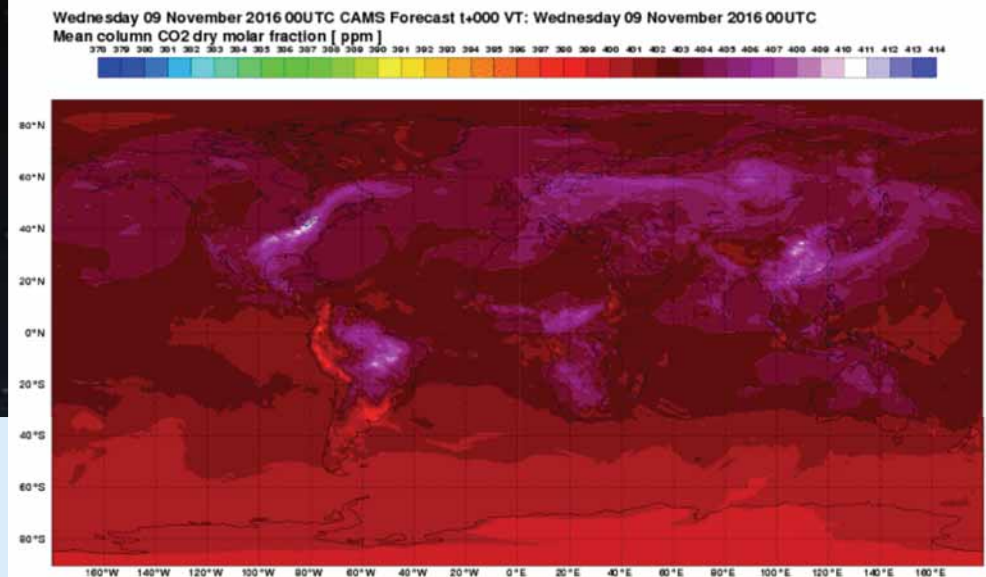 Wednesday 09 November 2016 00UTC CAMS Forecast t+000 VT: Wednesday 09 November 2016 00UTC
Mean column CO2 dry molar fraction [ ppm ]
378 379 380 381 382 383 384 385 386 387 388 389 390 391 392 393 394 395 396 397 398 399 400 401 402 403 404 405 406 407 408 409 410 411 412 413 414
80°N
60°N
40°N
20°N
0°N
20°S
40°S
60°S
80°S
160°W 140°W 120°W 100°W 80°W 60°W 40°W 20°W 0°E 20°E 40°E 60°E 80°E 100°E 120°E 140°E 160°E